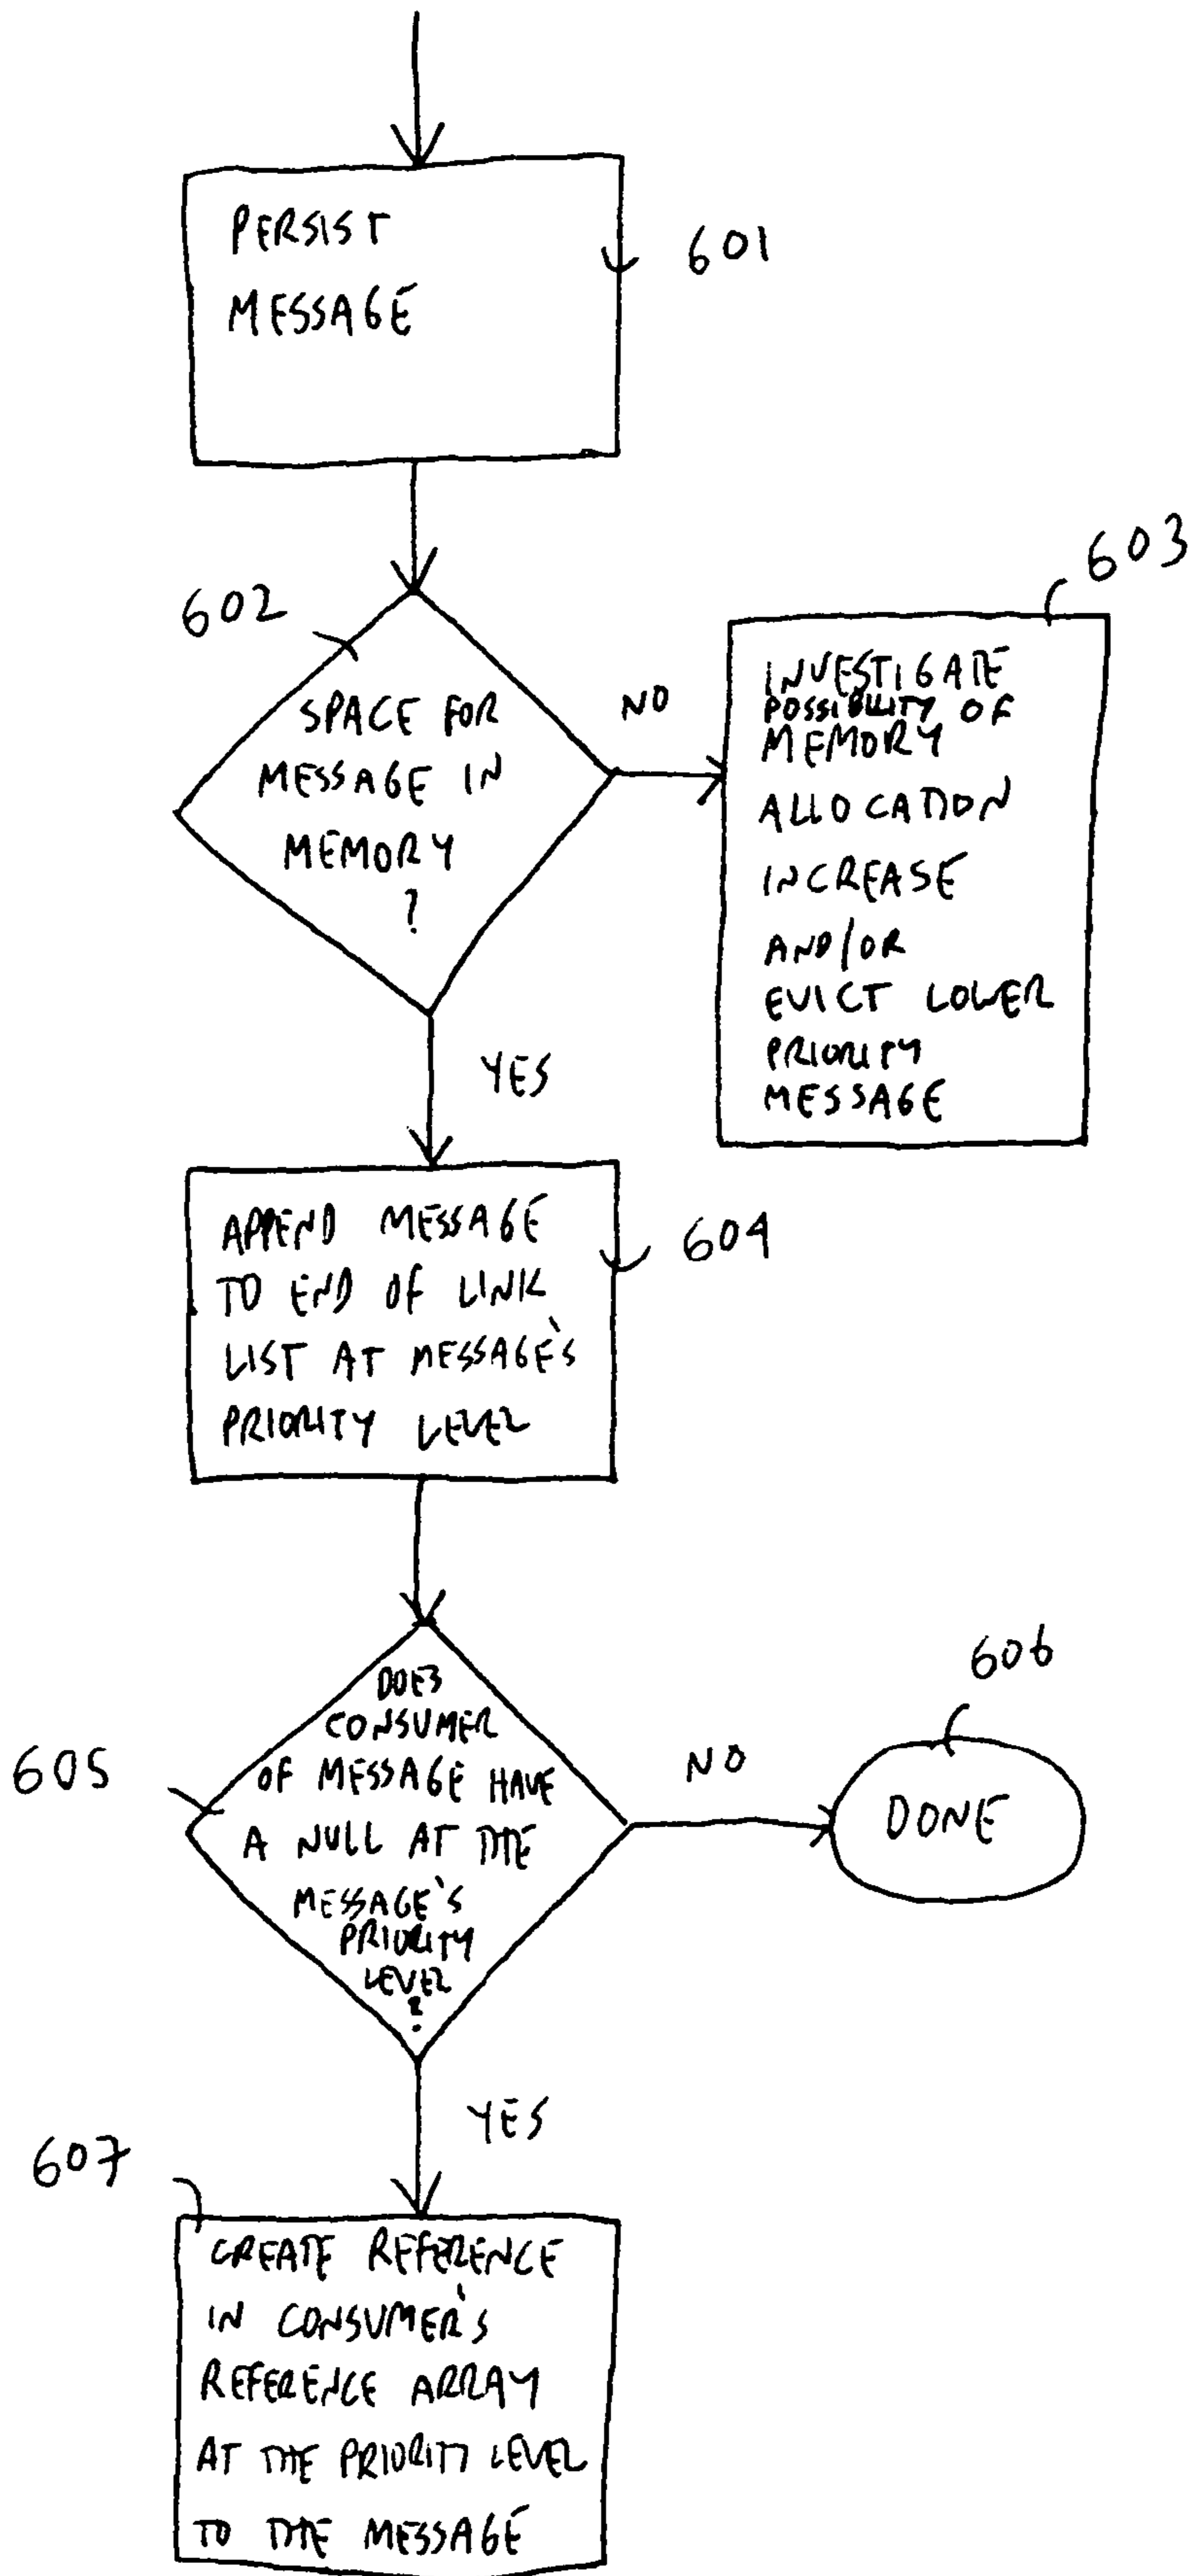 PERSIST
MESSAGE
601
602
SPACE FOR
MESSAGE IN
MEMORY
?
NO
603
INVESTIGATE
POSSIBILITY OF
MEMORY
ALLOCATION
INCREASE
AND/OR
EVICT LOWER
PRIORITY
MESSAGE
YES
APPEND MESSAGE
TO END OF LINK
LIST AT MESSAGE'S
PRIORITY LEVEL
604
605
DOES
CONSUMER
OF MESSAGE HAVE
A NULL AT THE
MESSAGE'S
PRIORITY
LEVEL
?
NO
606
DONE
YES
607
CREATE REFERENCE
IN CONSUMER'S
REFERENCE ARRAY
AT THE PRIORITY LEVEL
TO THE MESSAGE